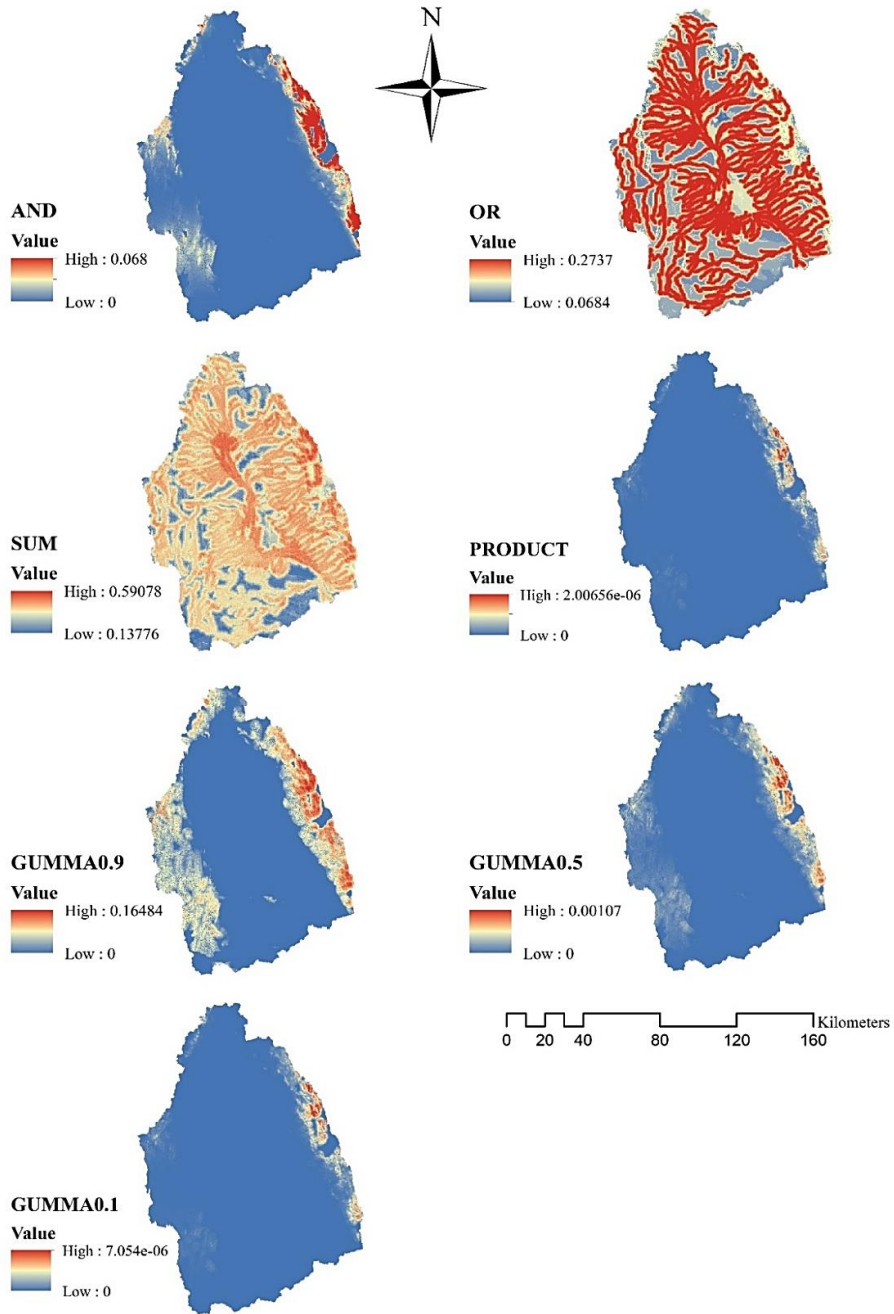 N
AND
Value
High : 0.068
Low : 0
OR
Value
High : 0.2737
Low : 0.0684
SUM
Value
High : 0.59078
Low : 0.13776
PRODUCT
Value
High : 2.00656e-06
Low : 0
GUMMA0.9
Value
High : 0.16484
Low : 0
GUMMA0.5
Value
High : 0.00107
Low : 0
Kilometers
0 20 40 80 120 160
GUMMA0.1
Value
High : 7.054e-06
Low : 0